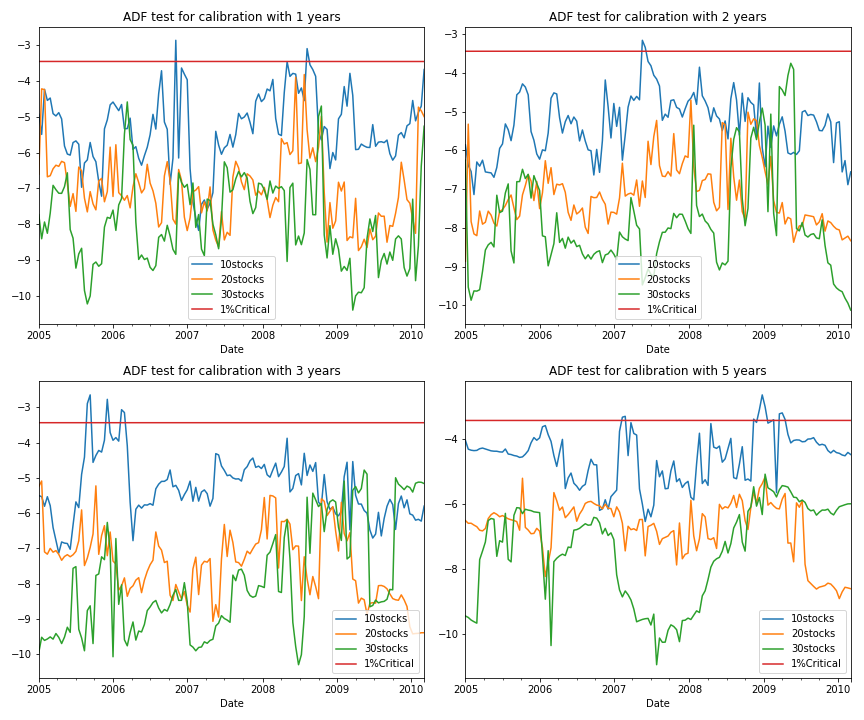 ADF test for calibration with 1 years
−3
−4
−5
−6
−7
−8
−9
−10
10stocks
20stocks
30stocks
1%Critical
2005
2006
2007
2008
2009
2010
Date
ADF test for calibration with 2 years
−3
−4
−5
−6
−7
−8
−9
−10
10stocks
20stocks
30stocks
1%Critical
2005
2006
2007
2008
2009
2010
Date
ADF test for calibration with 3 years
−3
−4
−5
−6
−7
−8
−9
−10
10stocks
20stocks
30stocks
1%Critical
2005
2006
2007
2008
2009
2010
Date
ADF test for calibration with 5 years
−4
−6
−8
−10
10stocks
20stocks
30stocks
1%Critical
2005
2006
2007
2008
2009
2010
Date